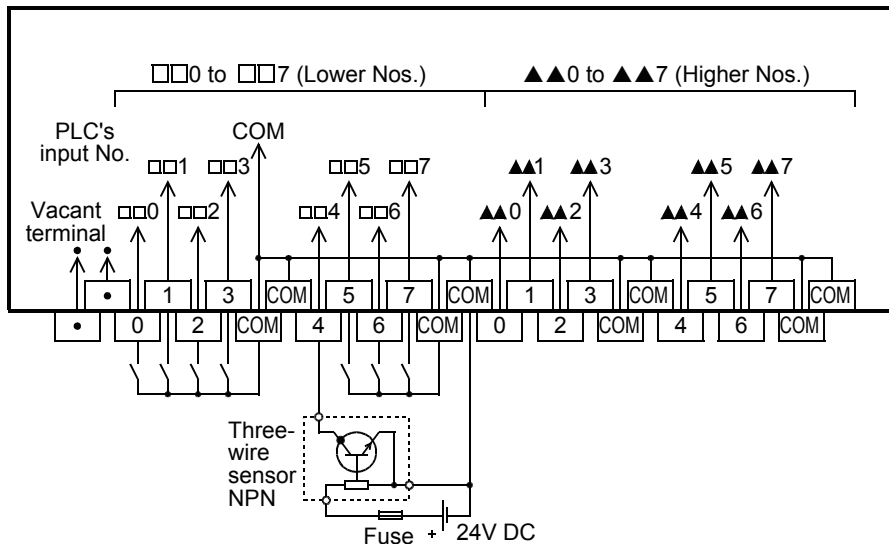 □□0 to □□7 (Lower Nos.) ▲▲0 to ▲▲7 (Higher Nos.)
PLC's
input No.
COM
□□1 □□3 □□5 □□7 ▲▲1 ▲▲3 ▲▲5 ▲▲7
Vacant
terminal
□□0 □□2 □□4 □□6 ▲▲0 ▲▲2 ▲▲4 ▲▲6
• •
• 1 3 COM 5 7 COM 1 3 COM 5 7 COM
• 0 2 COM 4 6 COM 0 2 COM 4 6 COM
Three-
wire
sensor
NPN
Fuse + 24V DC